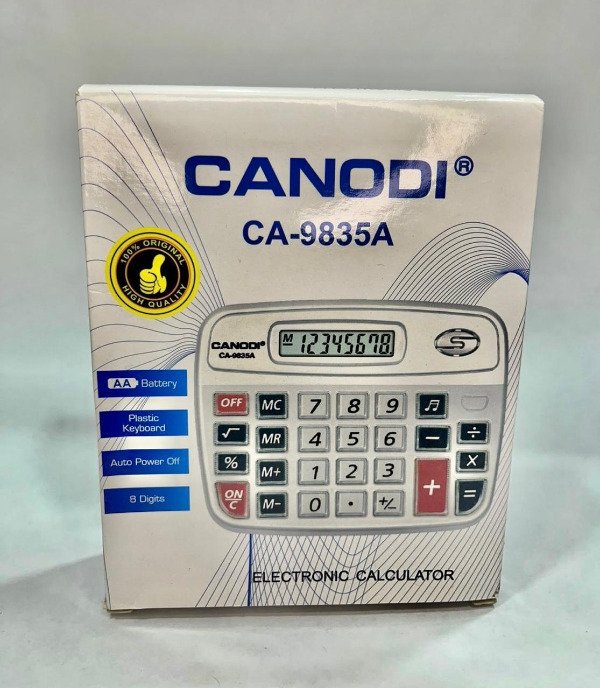 CANODI®
CA-9835A
100% ORIGINAL
HIGH QUALITY
CANODI®
CA-9835A
M 12345678.
AA Battery
Plastic
Keyboard
Auto Power Off
8 Digits
OFF MC 7 8 9 ♬
√ MR 4 5 6 − ÷
% M+ 1 2 3 + X
ON/C M− 0 · +/− =
ELECTRONIC CALCULATOR